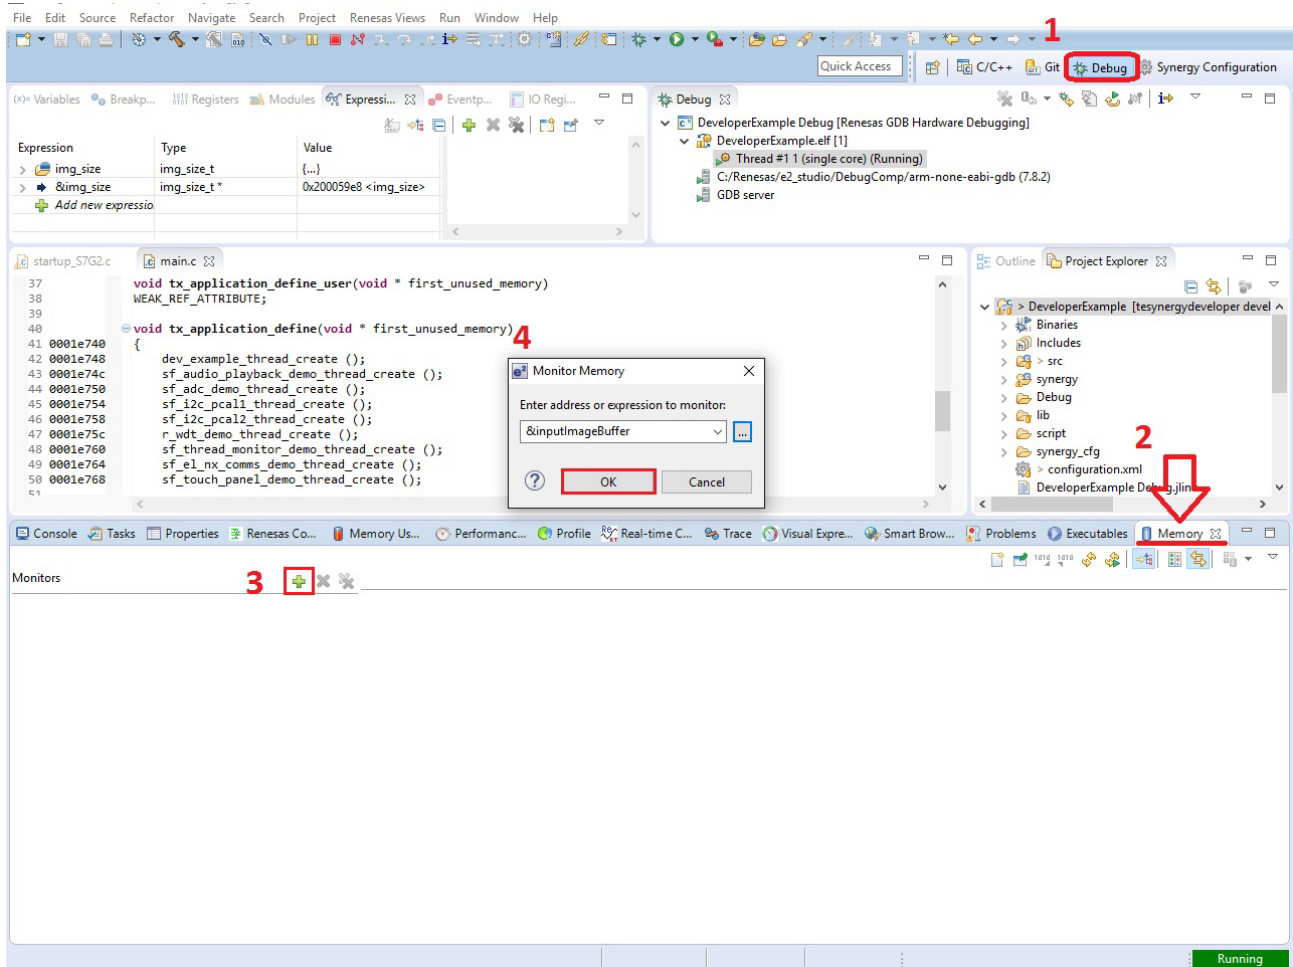 File Edit Source Refactor Navigate Search Project Renesas Views Run Window Help
1
Quick Access C/C++ Git Debug Synergy Configuration
(x)= Variables Breakp... Registers Modules Expressi... Eventp... IO Regi...
Expression Type Value
img_size img_size_t {...}
&img_size img_size_t * 0x200059e8 <img_size>
Add new expressio
Debug
DeveloperExample Debug [Renesas GDB Hardware Debugging]
DeveloperExample.elf [1]
Thread #1 1 (single core) (Running)
C:/Renesas/e2_studio/DebugComp/arm-none-eabi-gdb (7.8.2)
GDB server
startup_S7G2.c main.c
37 void tx_application_define_user(void * first_unused_memory)
38 WEAK_REF_ATTRIBUTE;
39
40 void tx_application_define(void * first_unused_memory)
41 0001e740 {
42 0001e748 dev_example_thread_create ();
43 0001e74c sf_audio_playback_demo_thread_create ();
44 0001e750 sf_adc_demo_thread_create ();
45 0001e754 sf_i2c_pcal1_thread_create ();
46 0001e758 sf_i2c_pcal2_thread_create ();
47 0001e75c r_wdt_demo_thread_create ();
48 0001e760 sf_thread_monitor_demo_thread_create ();
49 0001e764 sf_el_nx_comms_demo_thread_create ();
50 0001e768 sf_touch_panel_demo_thread_create ();
51
4
e² Monitor Memory
Enter address or expression to monitor:
&inputImageBuffer ...
? OK Cancel
Outline Project Explorer
> DeveloperExample [tesynergydeveloper devel
Binaries
Includes
> src
synergy
Debug
lib
script
synergy_cfg
> configuration.xml
DeveloperExample Debug.jlin
2
Console Tasks Properties Renesas Co... Memory Us... Performanc... Profile Real-time C... Trace Visual Expre... Smart Brow... Problems Executables Memory
Monitors
3
Running